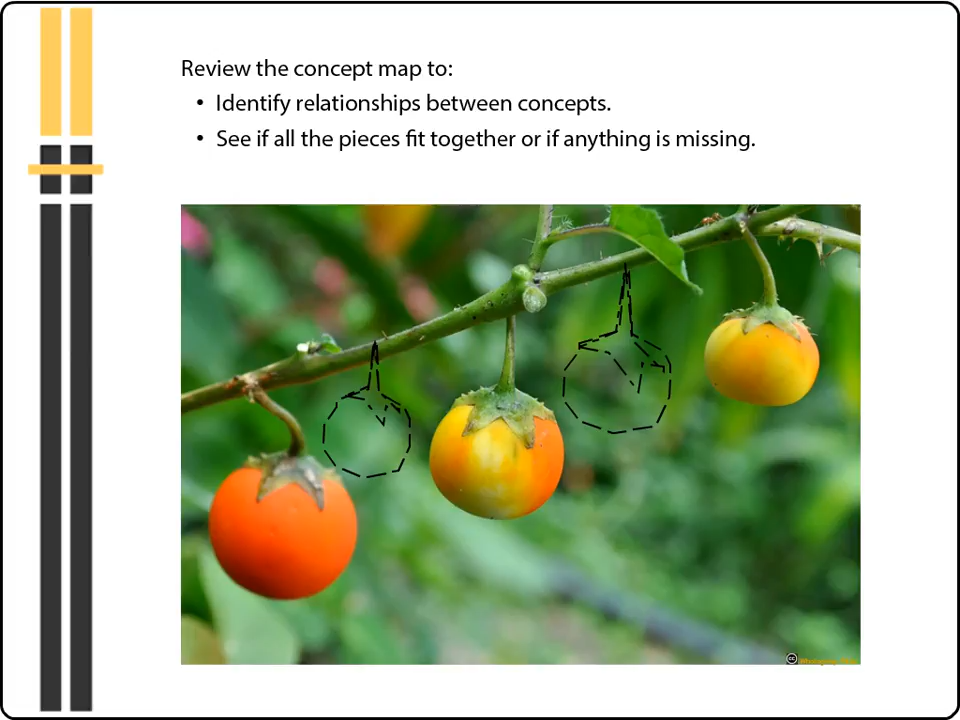 Review the concept map to:
• Identify relationships between concepts.
• See if all the pieces fit together or if anything is missing.